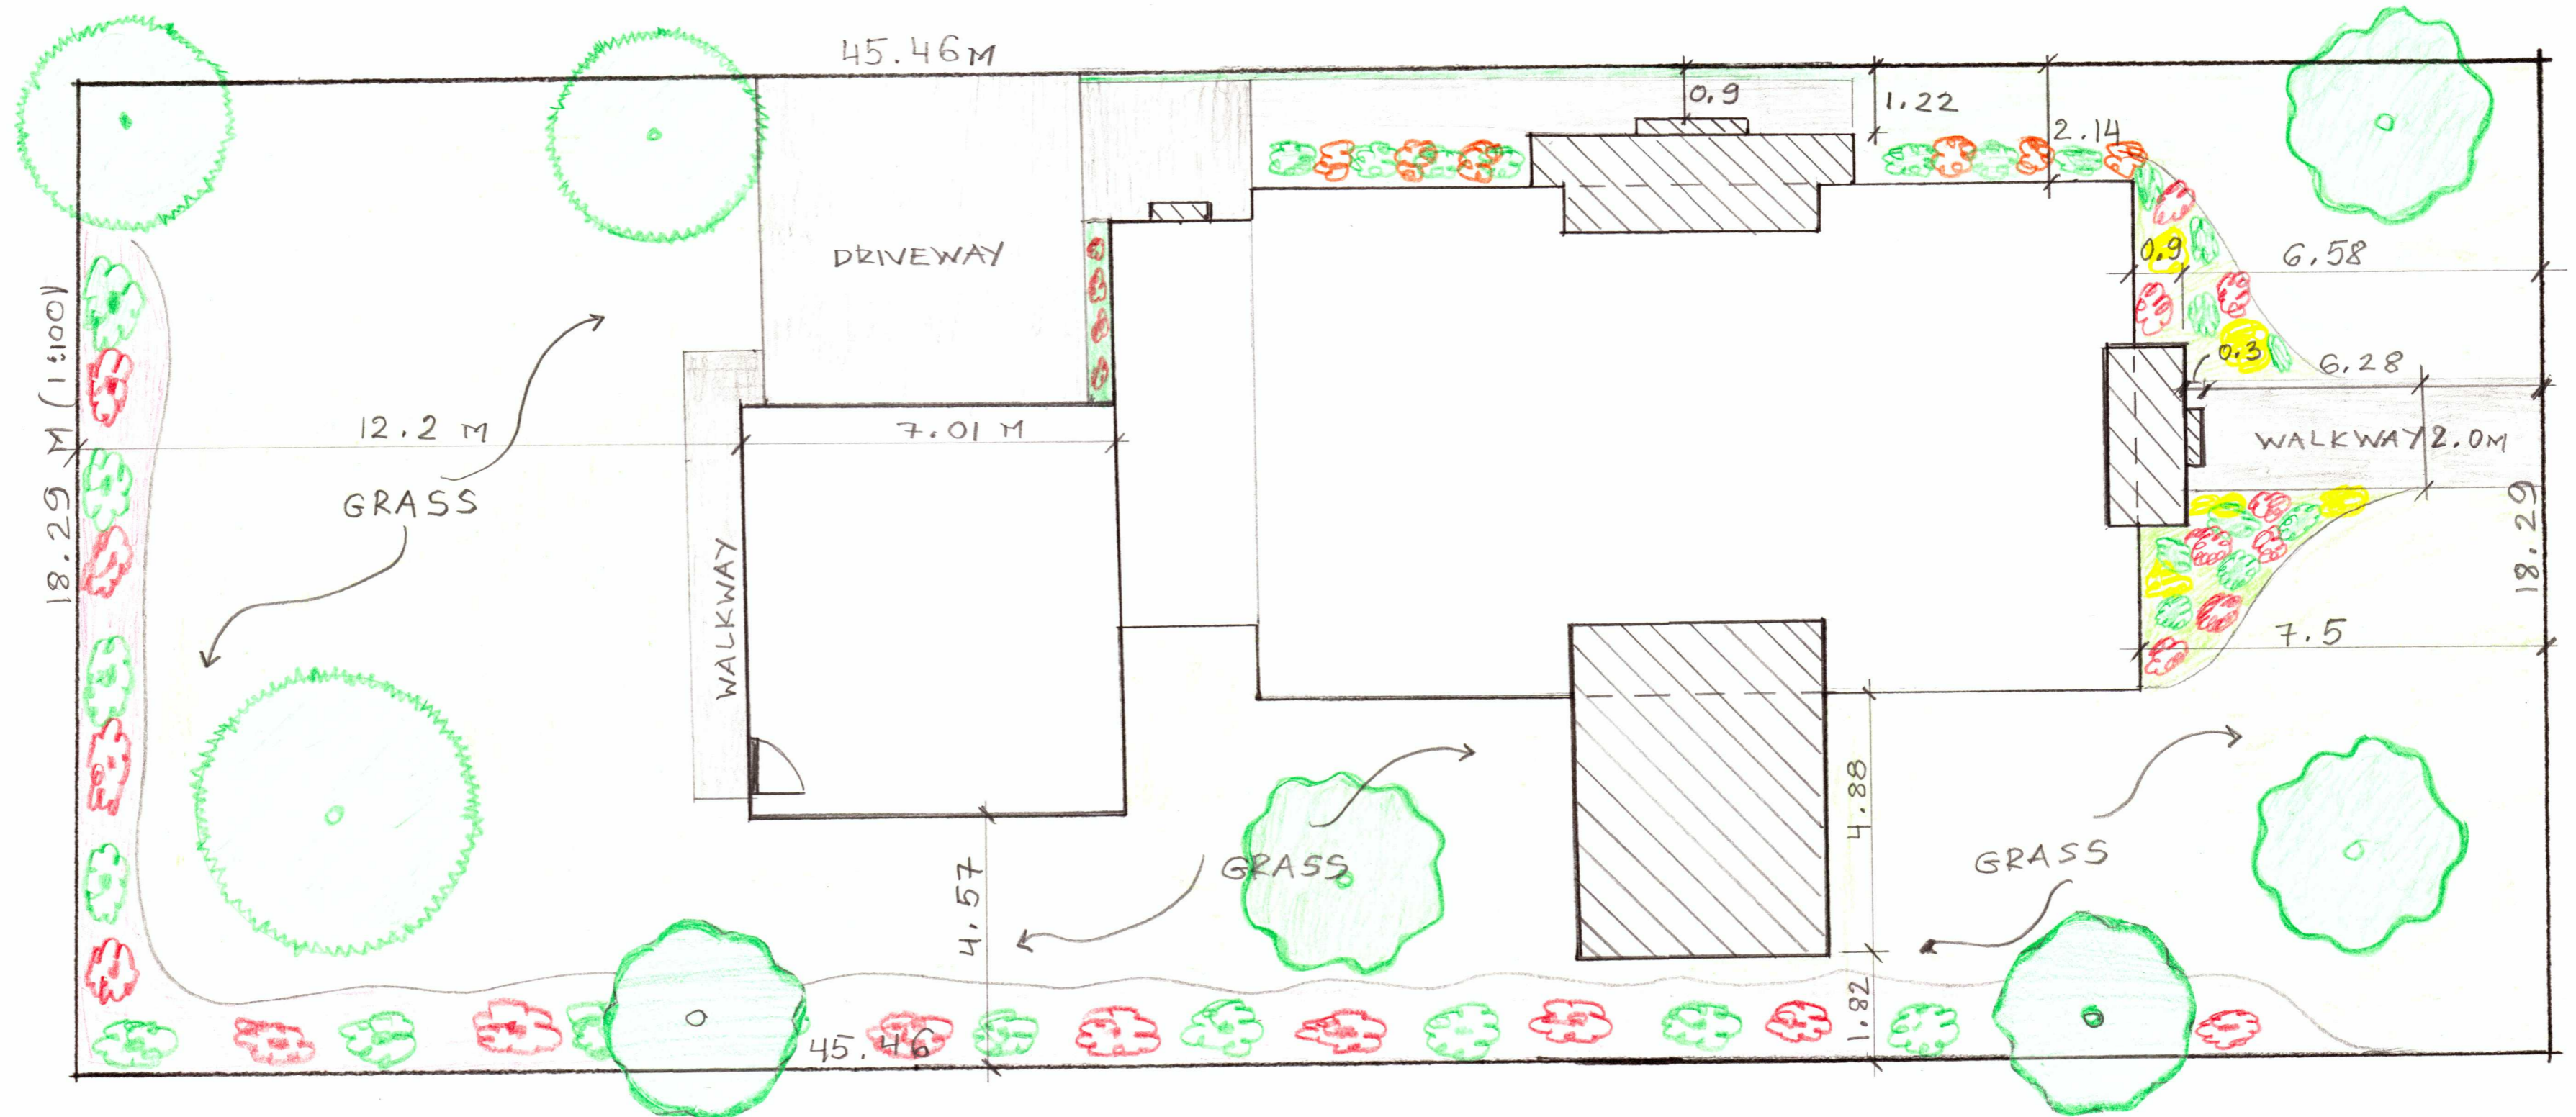 45.46 M
0.9
1.22
2.14
DRIVEWAY
0.9
6.58
18.29 M (1:100)
0.3
6.28
12.2 M
7.01 M
WALKWAY 2.0M
GRASS
18.29
WALKWAY
7.5
4.88
4.57
GRASS
GRASS
1.82
45.46